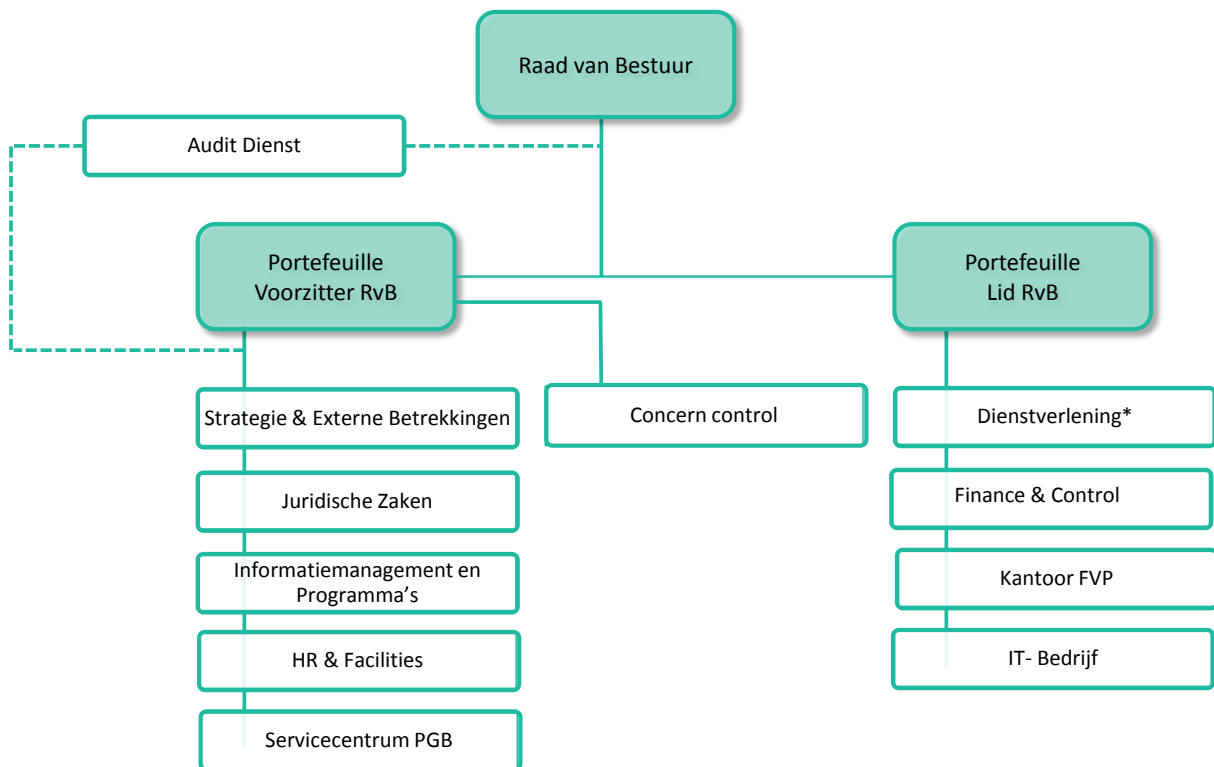 Raad van Bestuur
Audit Dienst
Portefeuille
Voorzitter RvB
Portefeuille
Lid RvB
Strategie & Externe Betrekkingen
Concern control
Dienstverlening*
Juridische Zaken
Finance & Control
Informatiemanagement en
Programma’s
Kantoor FVP
HR & Facilities
IT- Bedrijf
Servicecentrum PGB